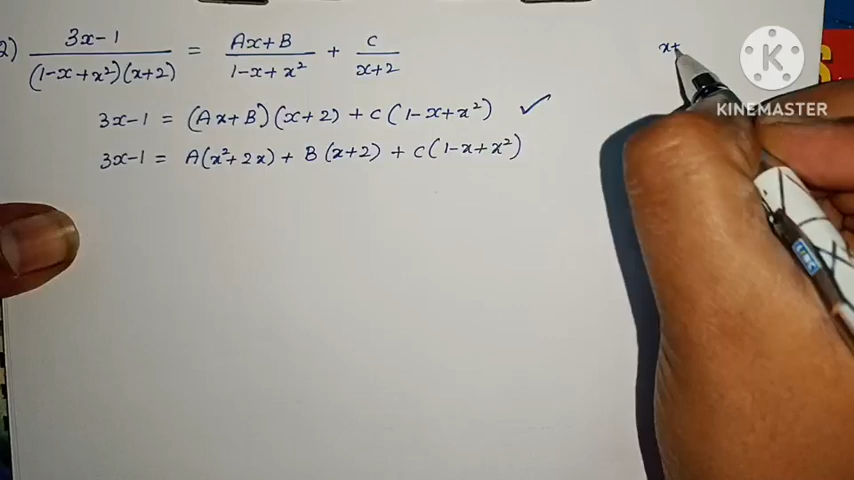 2) 3x-1 / (1-x+x²)(x+2) = Ax+B / 1-x+x² + C / x+2
3x-1 = (Ax+B)(x+2) + C(1-x+x²) ✓
3x-1 = A(x²+2x) + B(x+2) + C(1-x+x²)
x+
K
KINEMASTER